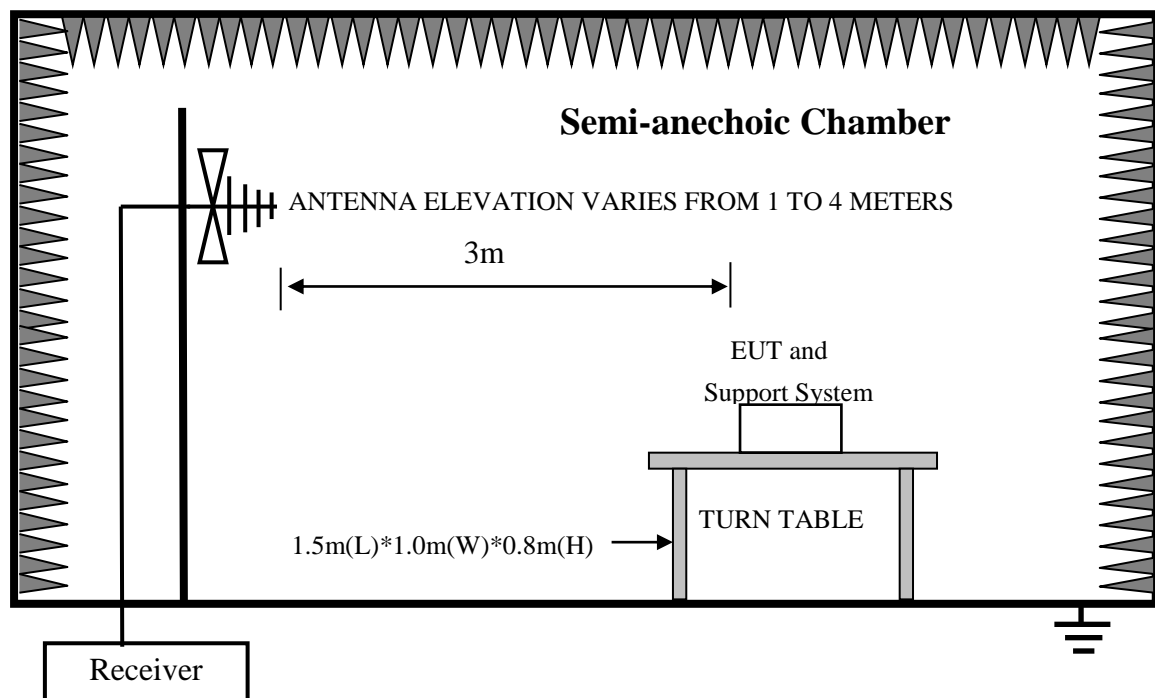 Semi-anechoic Chamber
ANTENNA ELEVATION VARIES FROM 1 TO 4 METERS
3m
EUT and
Support System
TURN TABLE
1.5m(L)*1.0m(W)*0.8m(H)
Receiver